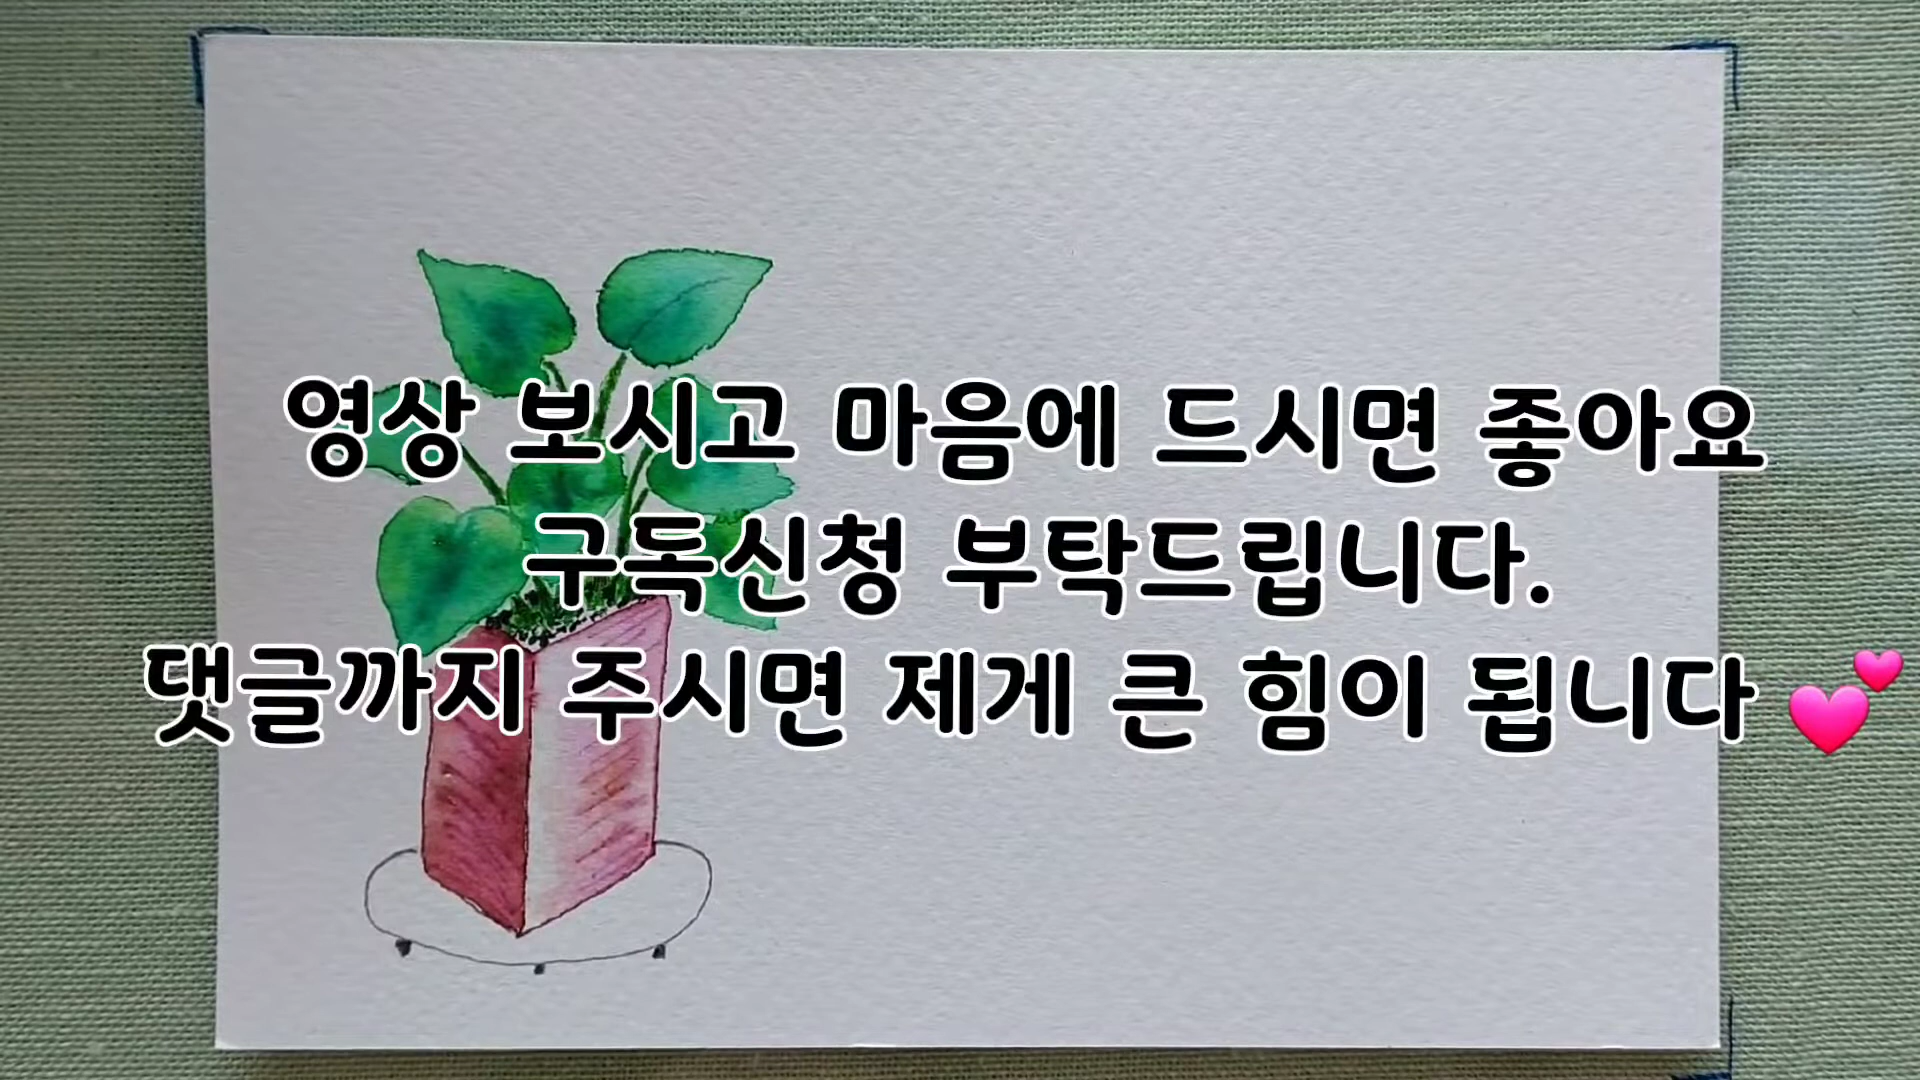 영상 보시고 마음에 드시면 좋아요
구독신청 부탁드립니다.
댓글까지 주시면 제게 큰 힘이 됩니다 💕